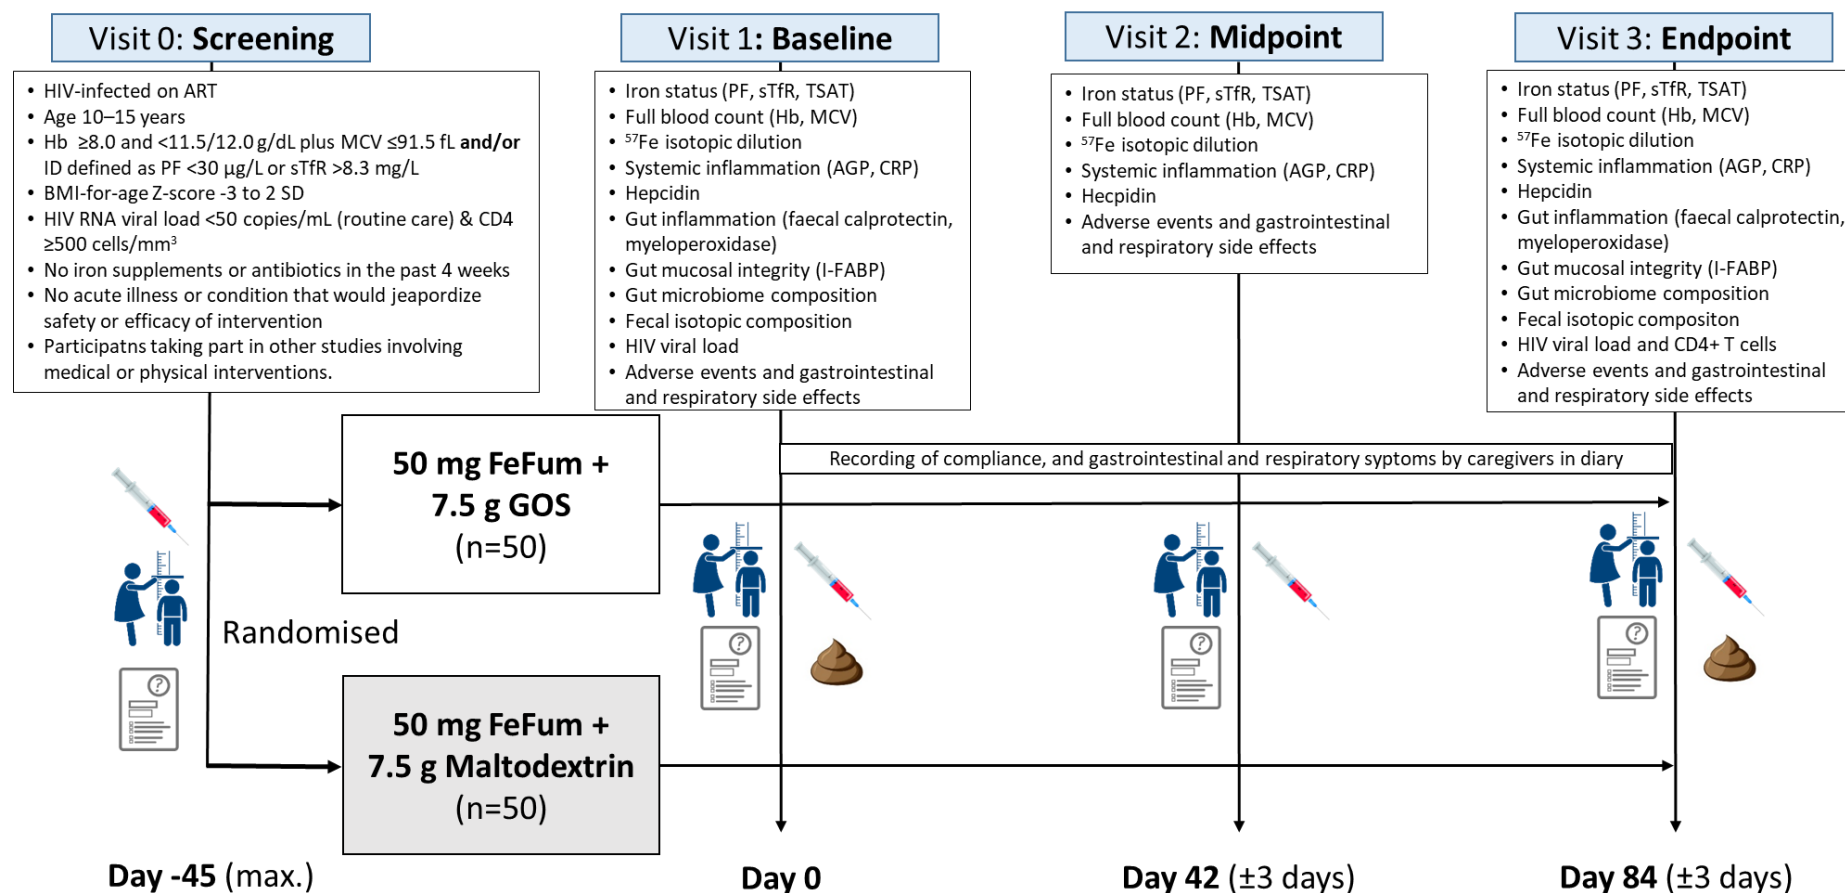 Visit 0: Screening
• HIV-infected on ART
• Age 10–15 years
• Hb ≥8.0 and <11.5/12.0 g/dL plus MCV ≤91.5 fL and/or
ID defined as PF <30 µg/L or sTfR >8.3 mg/L
• BMI-for-age Z-score -3 to 2 SD
• HIV RNA viral load <50 copies/mL (routine care) & CD4
≥500 cells/mm³
• No iron supplements or antibiotics in the past 4 weeks
• No acute illness or condition that would jeapordize
safety or efficacy of intervention
• Participatns taking part in other studies involving
medical or physical interventions.
Visit 1: Baseline
• Iron status (PF, sTfR, TSAT)
• Full blood count (Hb, MCV)
• ⁵⁷Fe isotopic dilution
• Systemic inflammation (AGP, CRP)
• Hepcidin
• Gut inflammation (faecal calprotectin,
myeloperoxidase)
• Gut mucosal integrity (I-FABP)
• Gut microbiome composition
• Fecal isotopic composition
• HIV viral load
• Adverse events and gastrointestinal
and respiratory side effects
Visit 2: Midpoint
• Iron status (PF, sTfR, TSAT)
• Full blood count (Hb, MCV)
• ⁵⁷Fe isotopic dilution
• Systemic inflammation (AGP, CRP)
• Hecpidin
• Adverse events and gastrointestinal
and respiratory side effects
Visit 3: Endpoint
• Iron status (PF, sTfR, TSAT)
• Full blood count (Hb, MCV)
• ⁵⁷Fe isotopic dilution
• Systemic inflammation (AGP, CRP)
• Hepcidin
• Gut inflammation (faecal calprotectin,
myeloperoxidase)
• Gut mucosal integrity (I-FABP)
• Gut microbiome composition
• Fecal isotopic compositon
• HIV viral load and CD4+ T cells
• Adverse events and gastrointestinal
and respiratory side effects
Recording of compliance, and gastrointestinal and respiratory syptoms by caregivers in diary
50 mg FeFum +
7.5 g GOS
(n=50)
Randomised
50 mg FeFum +
7.5 g Maltodextrin
(n=50)
?
?
?
?
Day -45 (max.)
Day 0
Day 42 (±3 days)
Day 84 (±3 days)